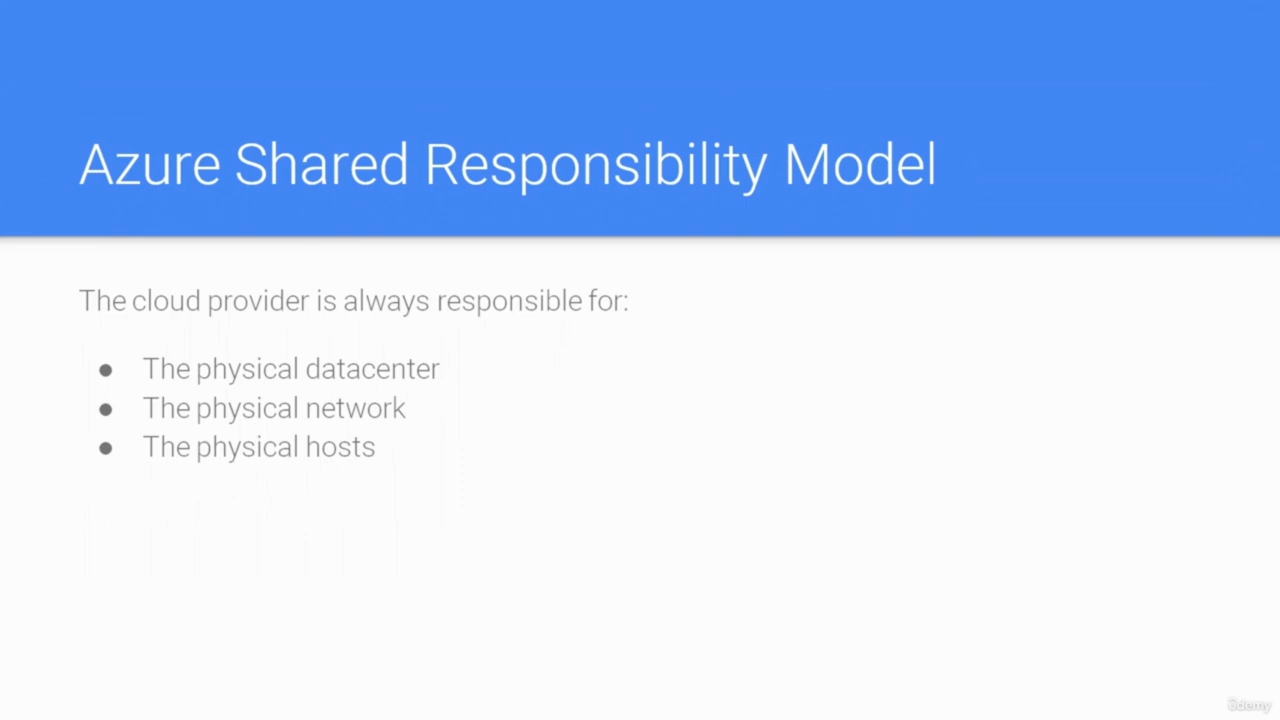 Azure Shared Responsibility Model
The cloud provider is always responsible for:
● The physical datacenter
● The physical network
● The physical hosts
ûdemy